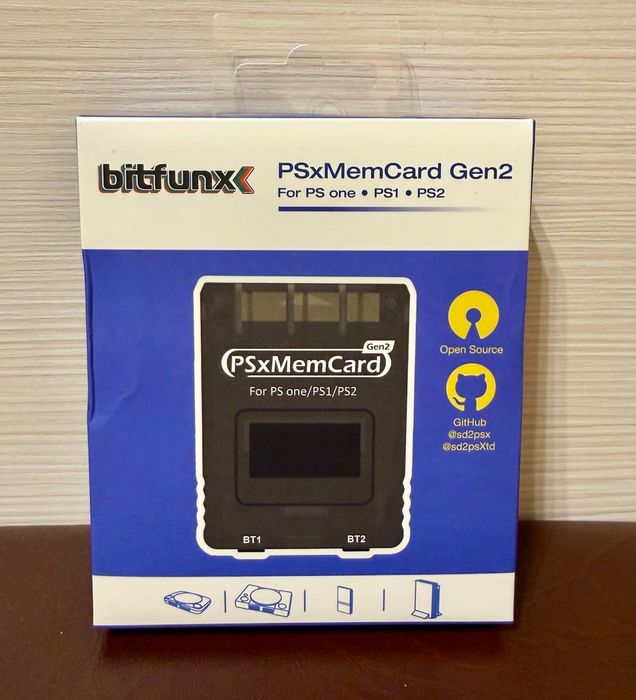 bitfunx
PSxMemCard Gen2
For PS one • PS1 • PS2
Gen2
PSxMemCard
For PS one/PS1/PS2
BT1
BT2
Open Source
GitHub
@sd2psx
@sd2psXtd